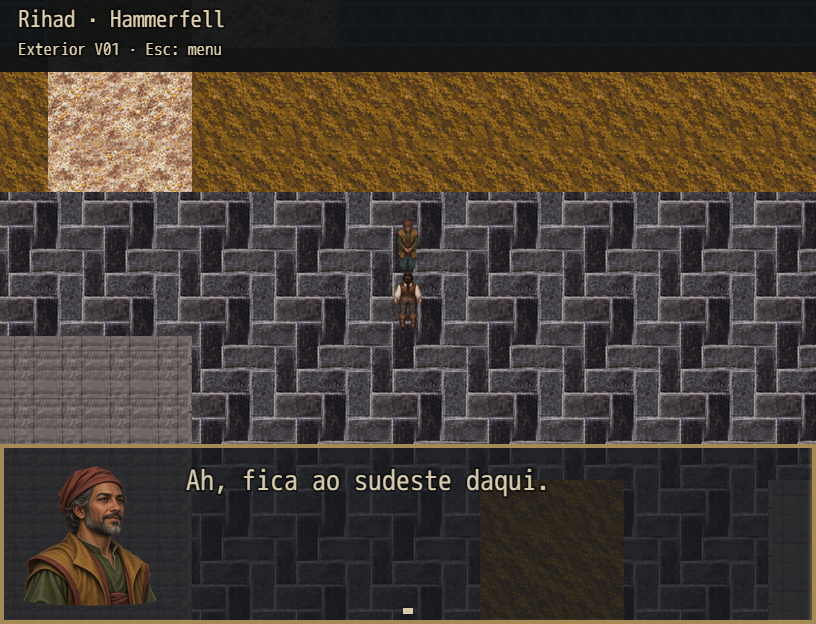 Rihad · Hammerfell
Exterior V01 · Esc: menu
Ah, fica ao sudeste daqui.